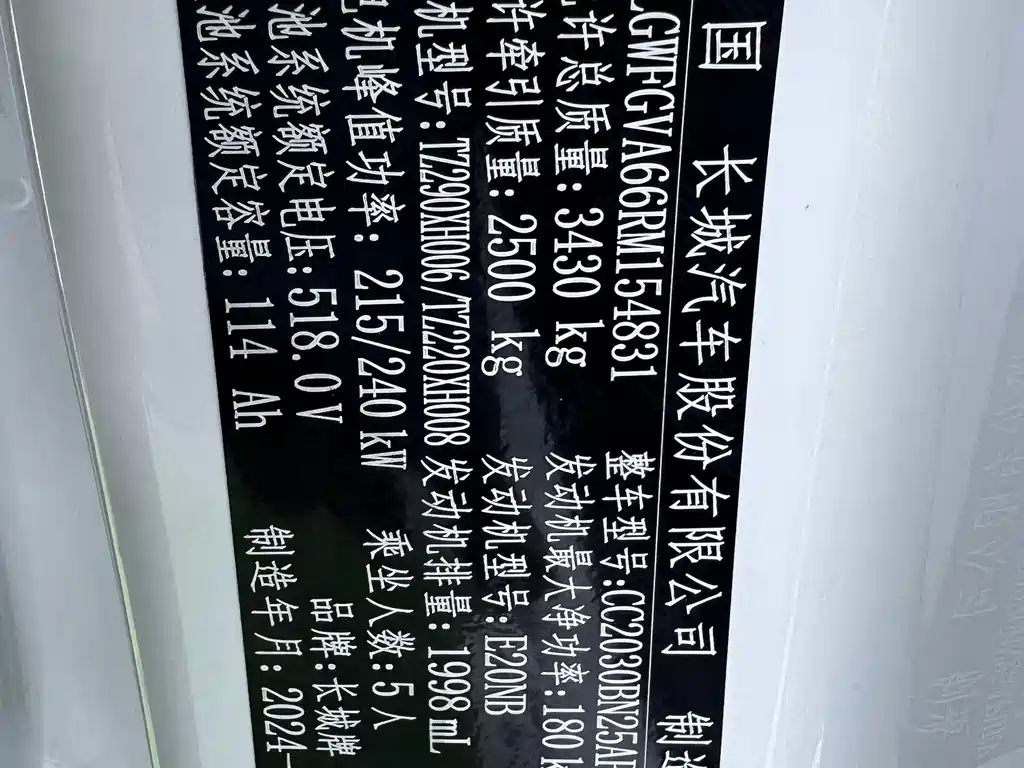 国 长城汽车股份有限公司 制造
LGWFGVA66RM154831 整车型号:CC2030BN25A
许总质量: 3430 kg 发动机最大净功率:180 k
许牵引质量: 2500 kg 发动机型号: E20NB
机型号:TZ290XH006/TZ220XH008 发动机排量: 1998 mL
机峰值功率: 215/240 kW 乘坐人数:5人
池系统额定电压:518.0 V 品牌:长城牌
池系统额定容量: 114 Ah 制造年月: 2024-